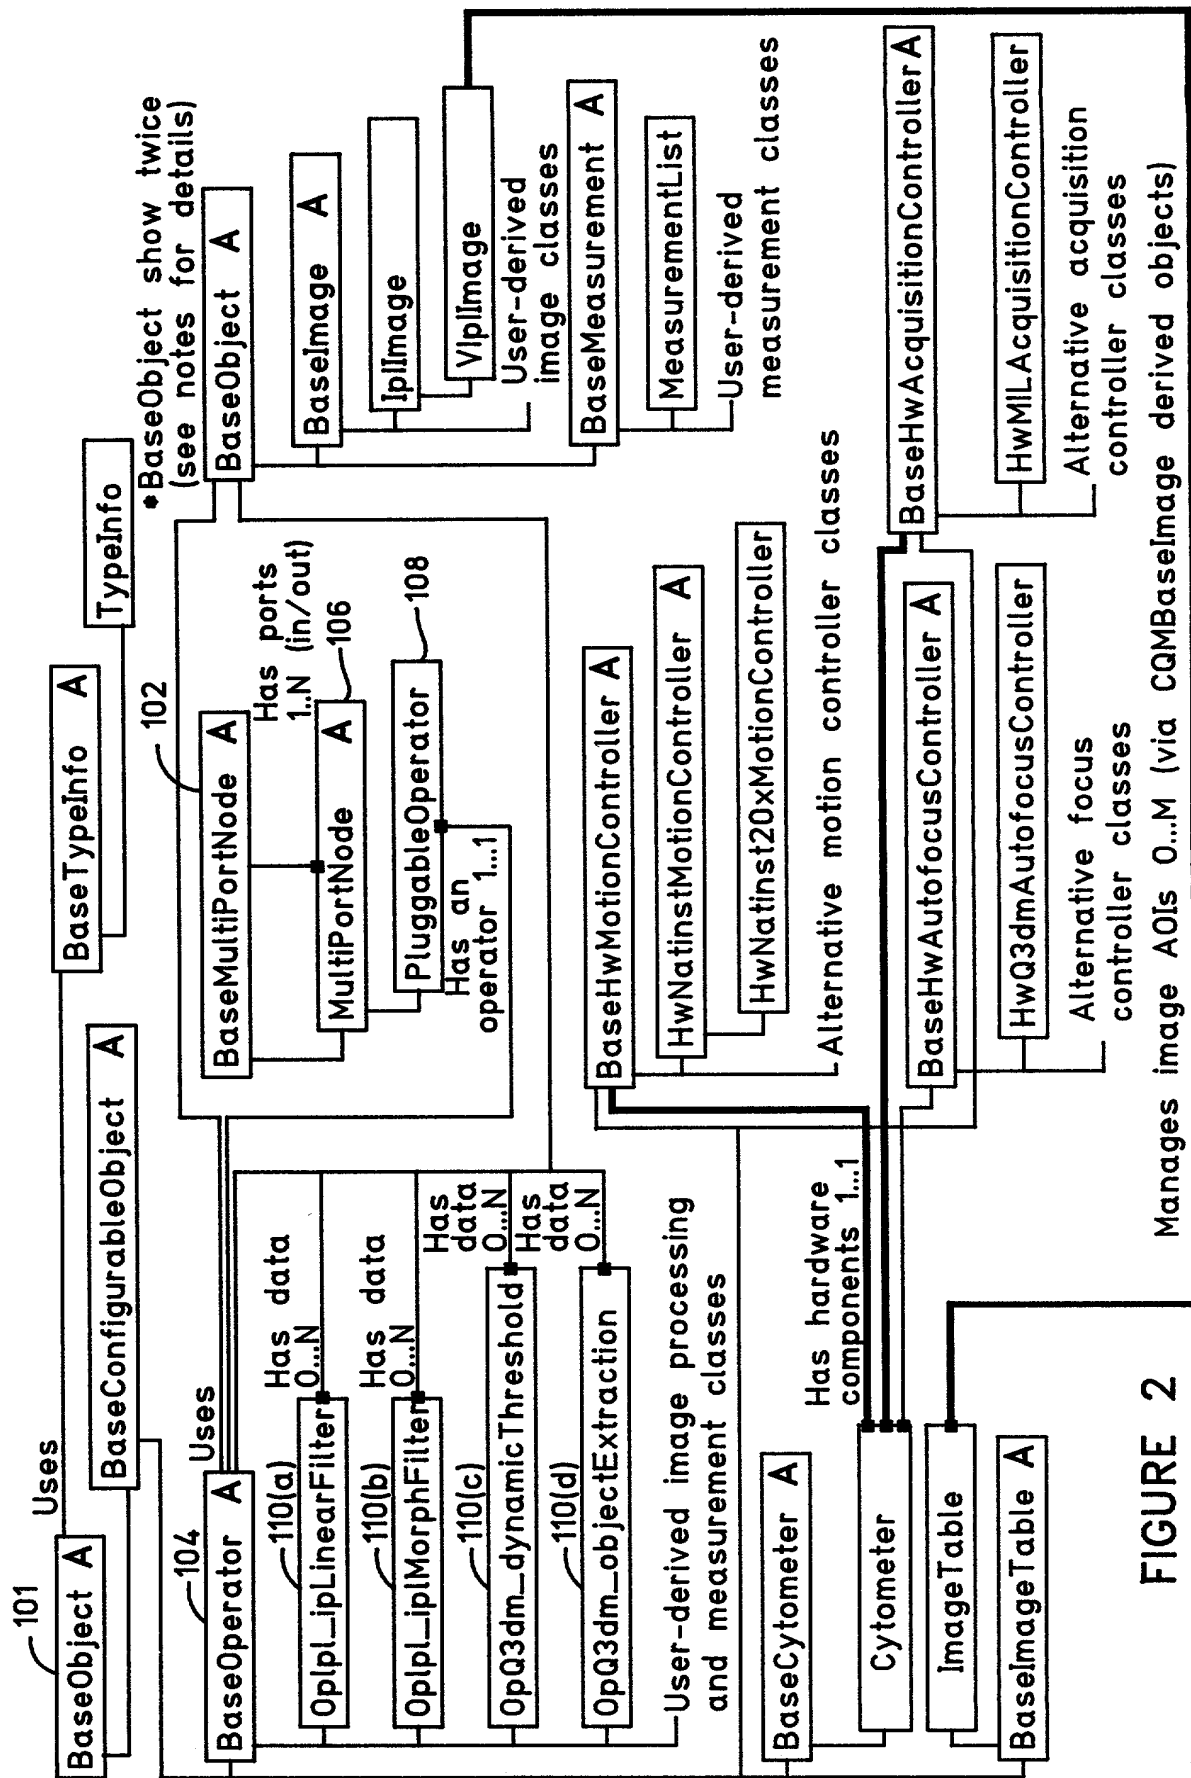 101
BaseObject A
Uses
BaseTypeInfo A
TypeInfo
BaseConfigurableObject A
*BaseObject show twice
(see notes for details)
BaseObject A
104
BaseOperator A
Uses
102
BaseMultiPortNode A
Has ports
1..N (in/out)
106
MultiPortNode A
108
PluggableOperator
Has an
operator 1...1
110(a)
OpIpl_iplLinearFilter
Has data
0...N
110(b)
OpIpl_iplMorphFilter
Has data
0...N
110(c)
OpQ3dm_dynamicThreshold
Has
data
0...N
110(d)
OpQ3dm_objectExtraction
Has
data
0...N
User-derived image processing
and measurement classes
BaseImage A
IplImage
VIplImage
User-derived
image classes
BaseMeasurement A
MeasurementList
User-derived
measurement classes
BaseHwMotionController A
HwNatinstMotionController A
HwNatinst20xMotionController
Alternative motion controller classes
BaseCytometer A
Cytometer
Has hardware
components 1...1
ImageTable
BaseImageTable A
BaseHwAutofocusController A
HwQ3dmAutofocusController
Alternative focus
controller classes
BaseHwAcquisitionController A
HwMILAcquisitionController
Alternative acquisition
controller classes
Manages image AOIs 0...M (via CQMBaseImage derived objects)
FIGURE 2